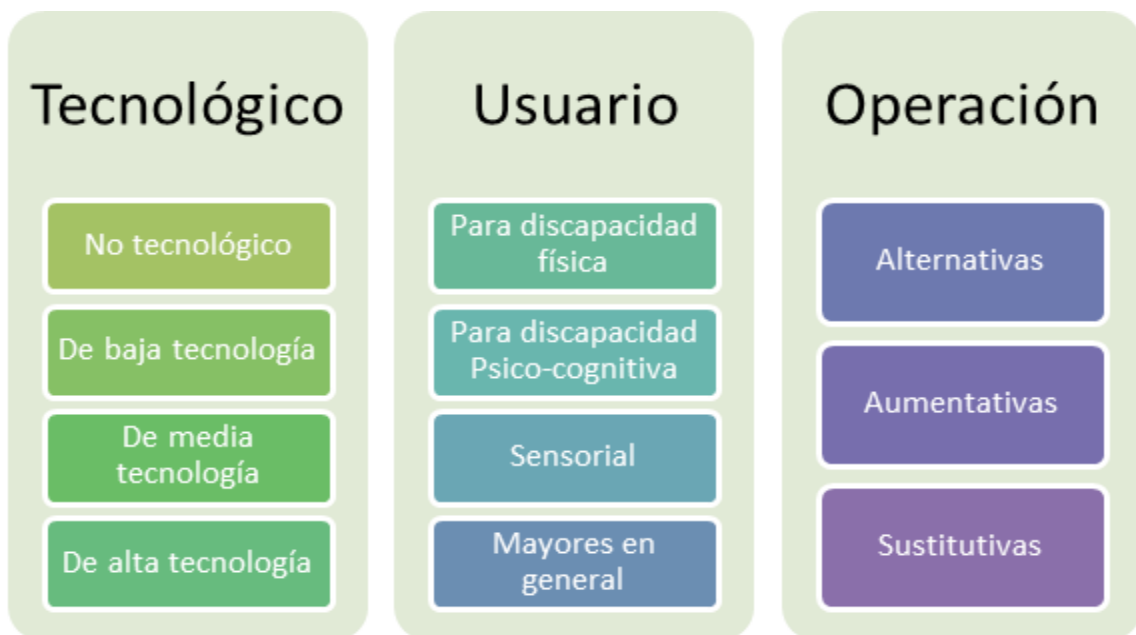 Tecnológico
No tecnológico
De baja tecnología
De media
tecnología
De alta tecnología
Usuario
Para discapacidad
física
Para discapacidad
Psico-cognitiva
Sensorial
Mayores en
general
Operación
Alternativas
Aumentativas
Sustitutivas